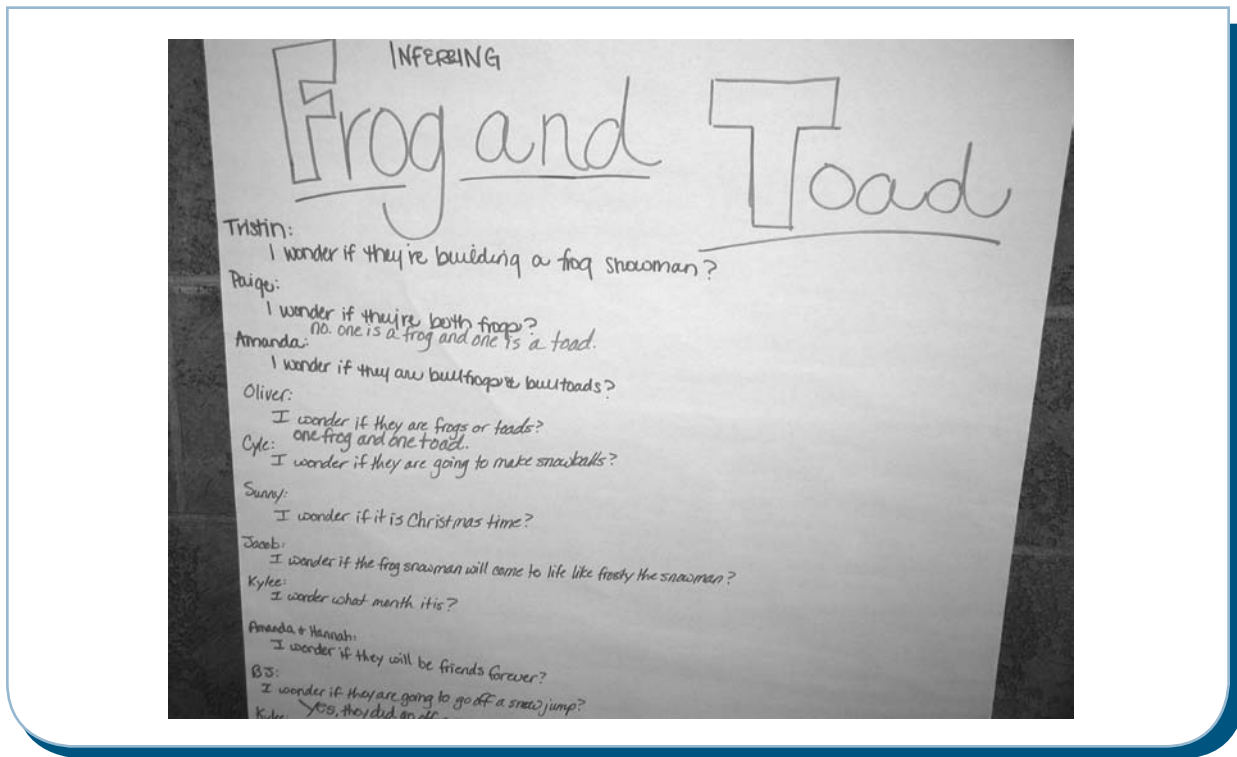 INFERRING
Frog and Toad
Tristin:
I wonder if they're building a frog snowman?
Paige:
I wonder if they're both frogs?
no. one is a frog and one is a toad.
Amanda:
I wonder if they are bullfrogs & bulltoads?
Oliver:
I wonder if they are frogs or toads?
one frog and one toad.
Cyle:
I wonder if they are going to make snowballs?
Sunny:
I wonder if it is Christmas time?
Jacob:
I wonder if the frog snowman will come to life like frosty the snowman?
Kylee:
I wonder what month it is?
Amanda + Hannah:
I wonder if they will be friends forever?
BJ:
I wonder if they are going to go off a snow jump?
Yes, they did go off